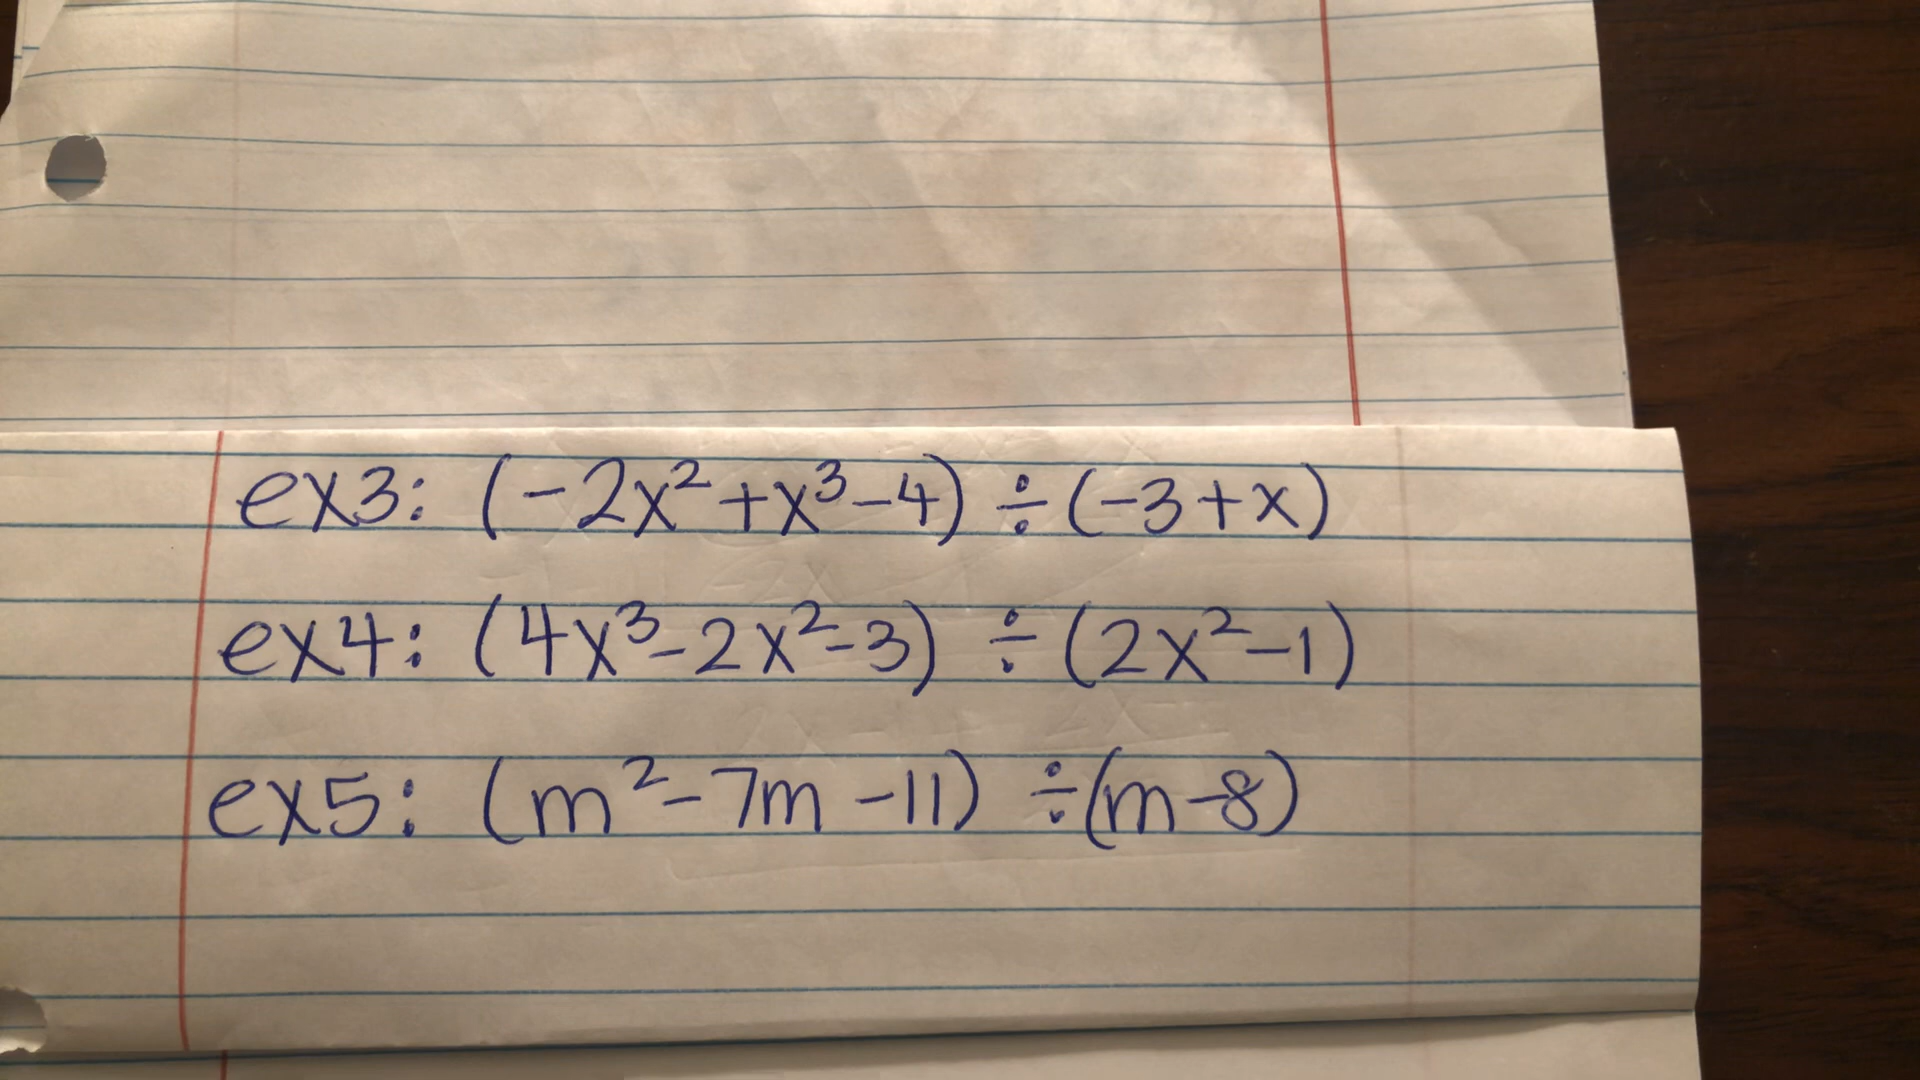 ex3: (-2x²+x³-4) ÷ (-3+x)
ex4: (4x³-2x²-3) ÷ (2x²-1)
ex5: (m²-7m-11) ÷ (m-8)